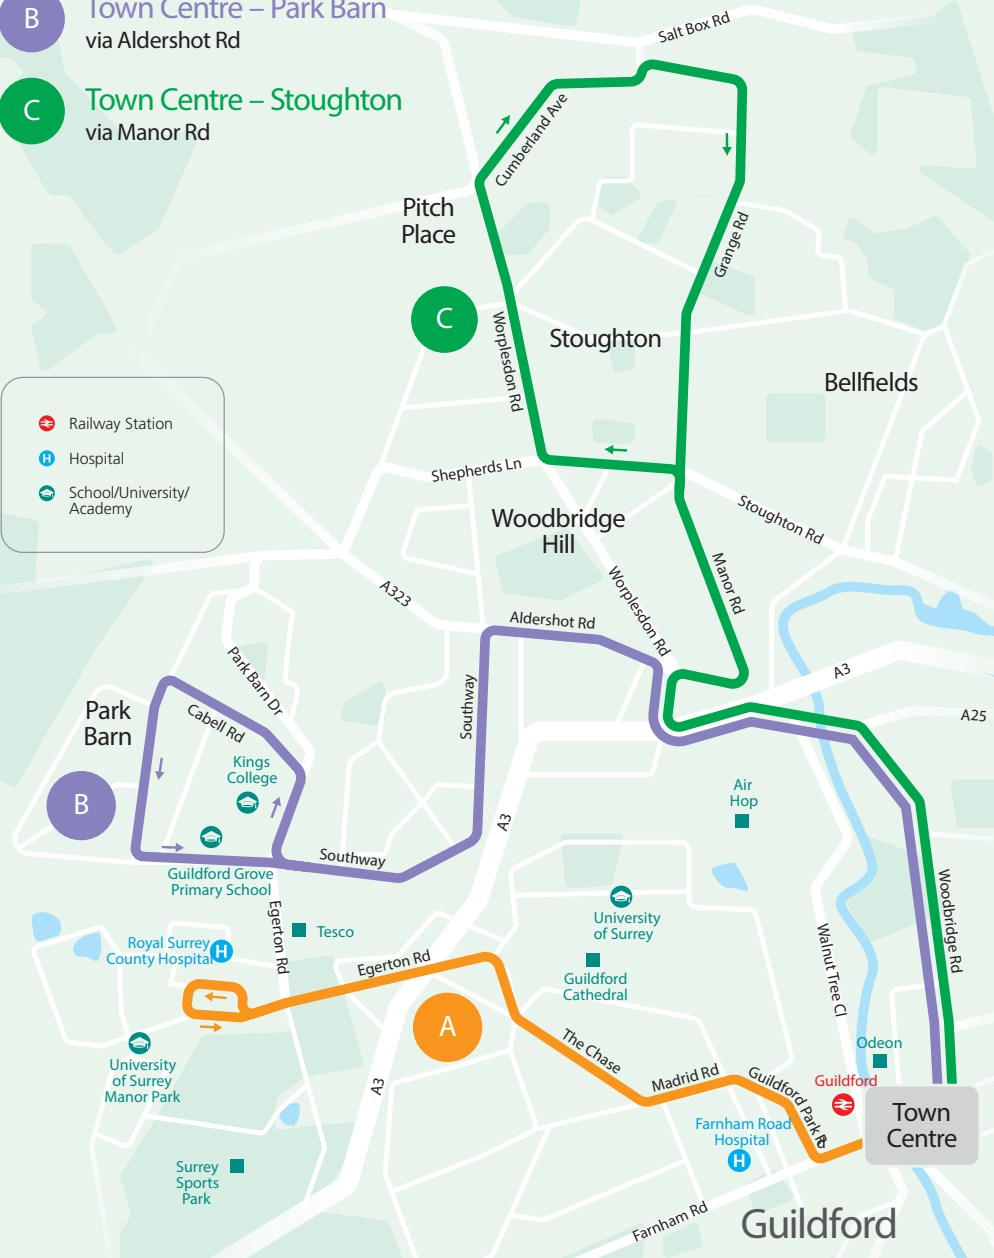 B
Town Centre – Park Barn
via Aldershot Rd
C
Town Centre – Stoughton
via Manor Rd
Salt Box Rd
Cumberland Ave
Pitch
Place
Grange Rd
C
Worplesdon Rd
Stoughton
Bellfields
Railway Station
H
Hospital
School/University/
Academy
Shepherds Ln
Stoughton Rd
Woodbridge
Hill
Manor Rd
A323
Worplesdon Rd
Aldershot Rd
Park Barn Dr
A3
Southway
Park
Barn
Cabell Rd
A25
Kings
College
B
Air
Hop
A3
Guildford Grove
Primary School
Southway
Woodbridge Rd
Egerton Rd
University
of Surrey
Tesco
Walnut Tree Cl
Royal Surrey
County Hospital
H
Egerton Rd
Guildford
Cathedral
A
The Chase
Odeon
University
of Surrey
Manor Park
A3
Madrid Rd
Guildford Park R
Guildford
Town
Centre
Farnham Road
Hospital
H
Surrey
Sports
Park
Farnham Rd
Guildford